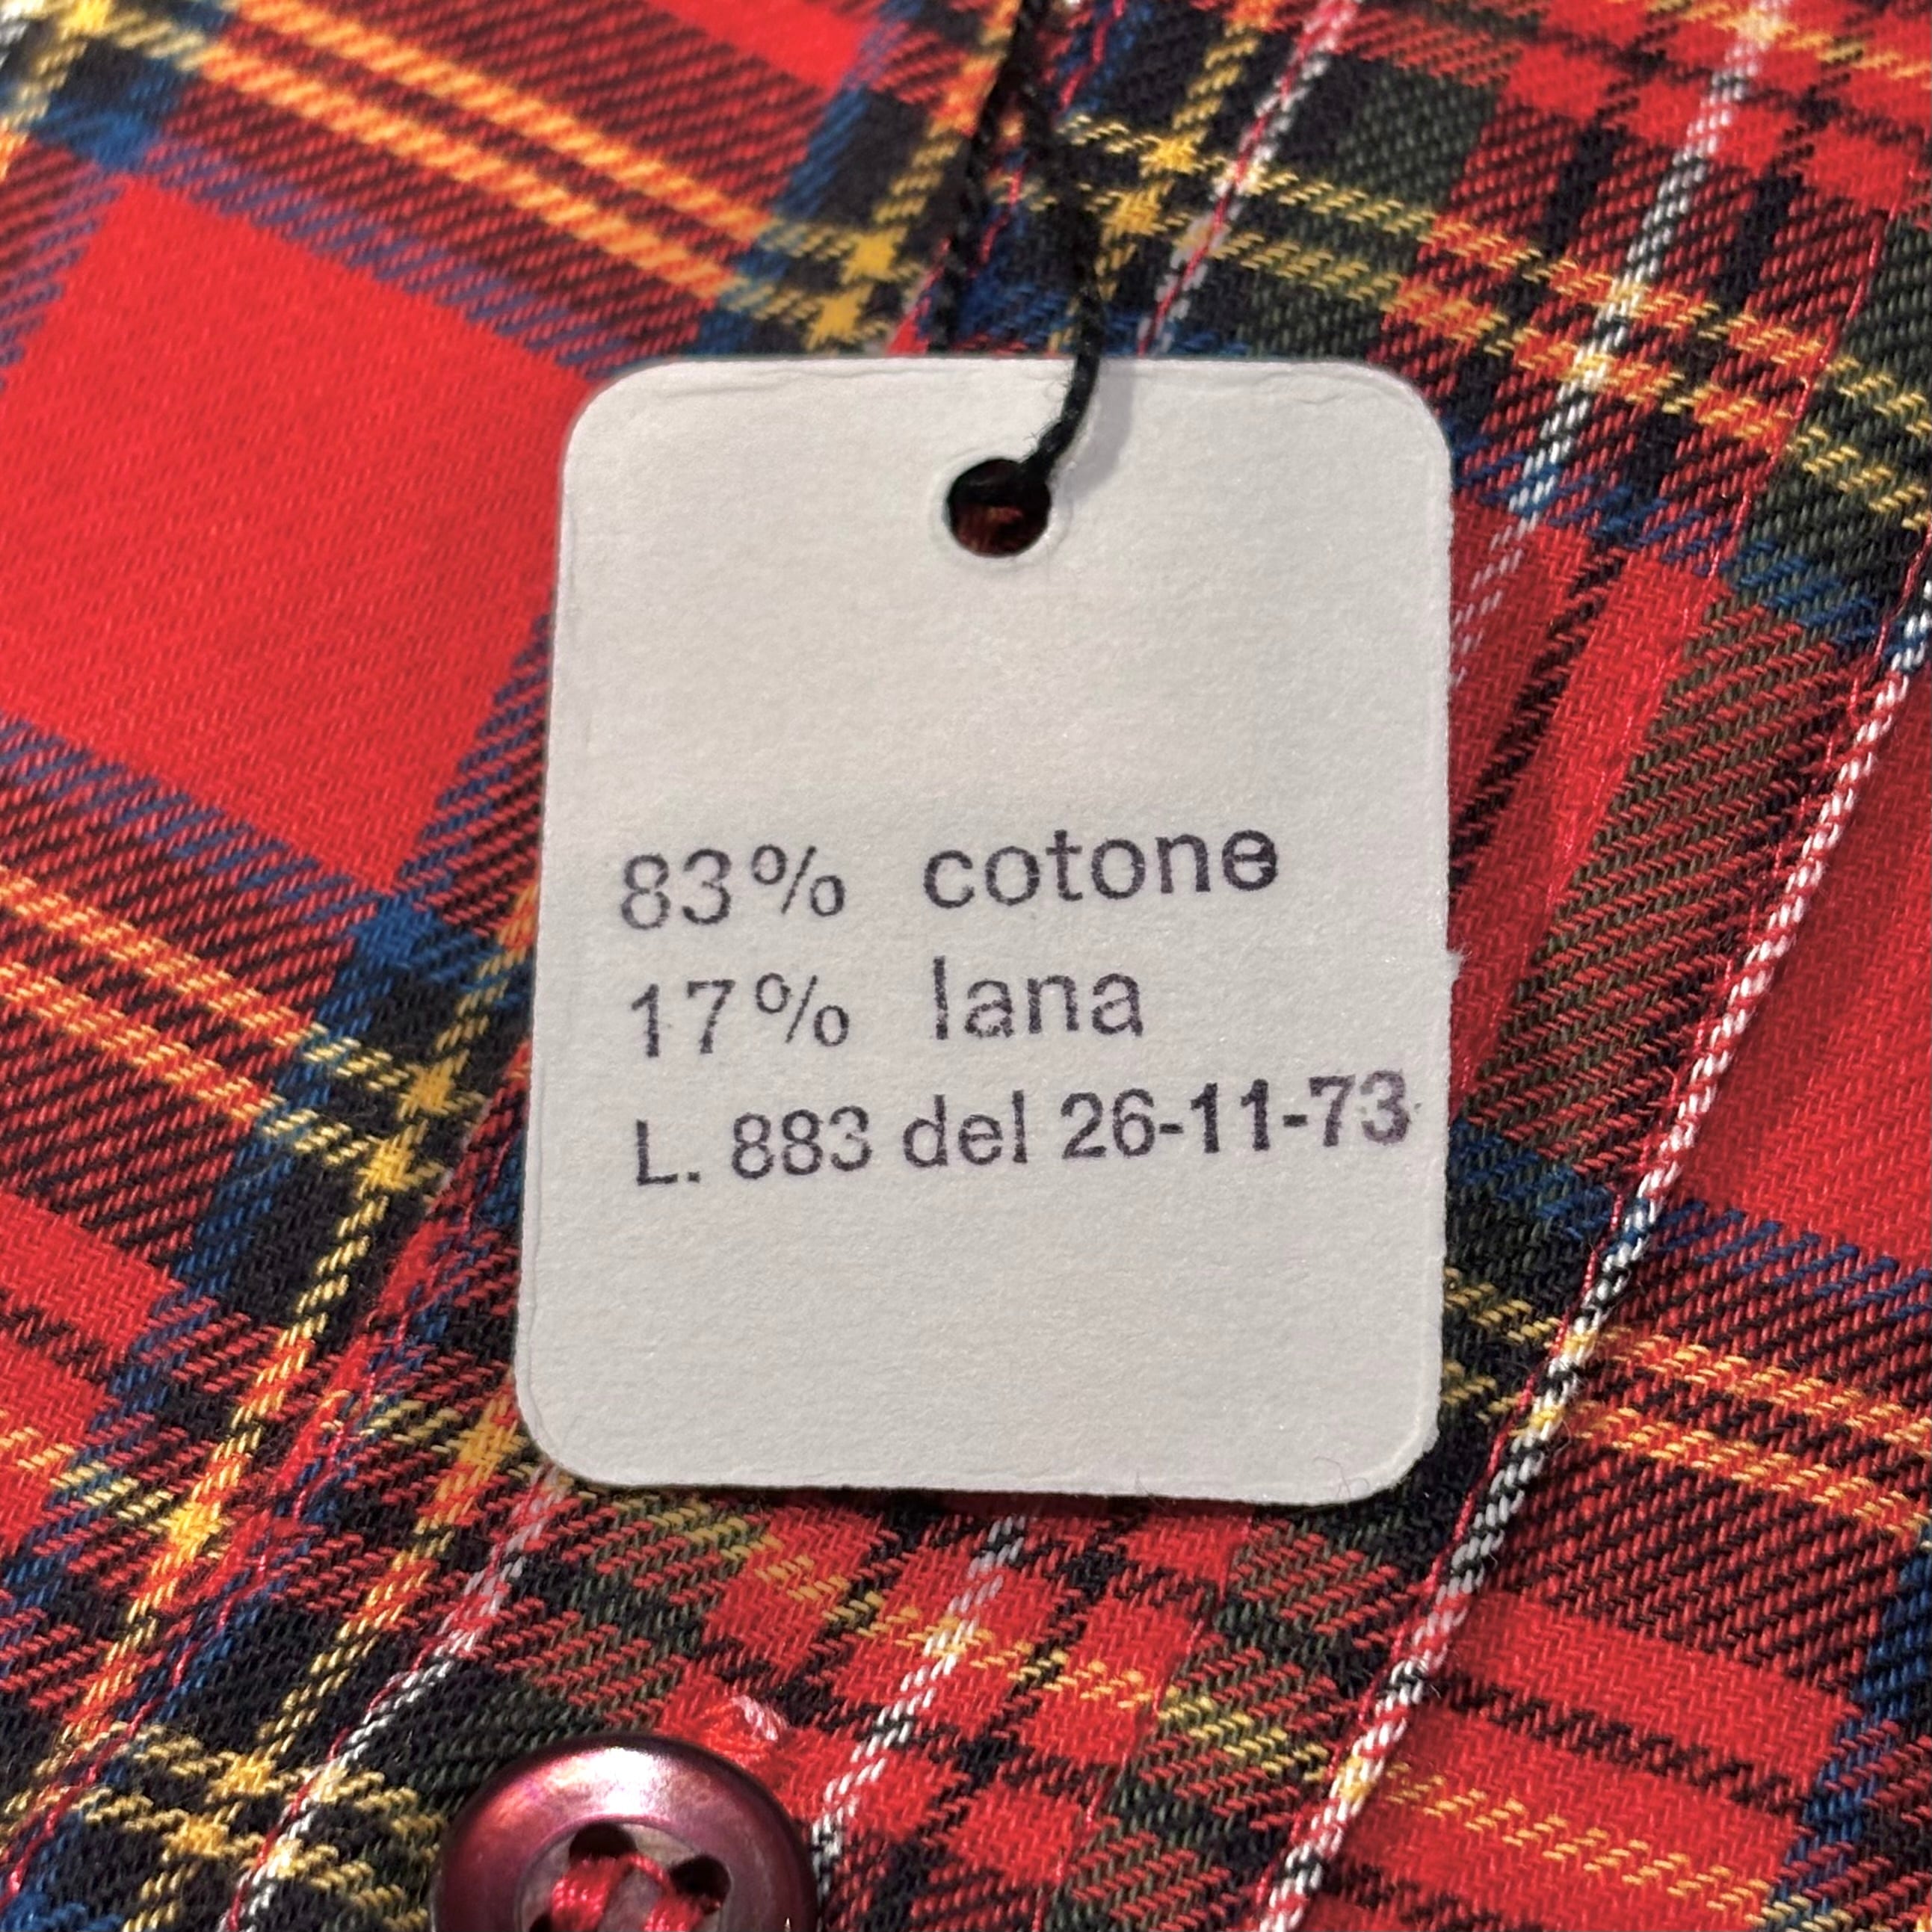 83% cotone
17% lana
L. 883 del 26-11-73